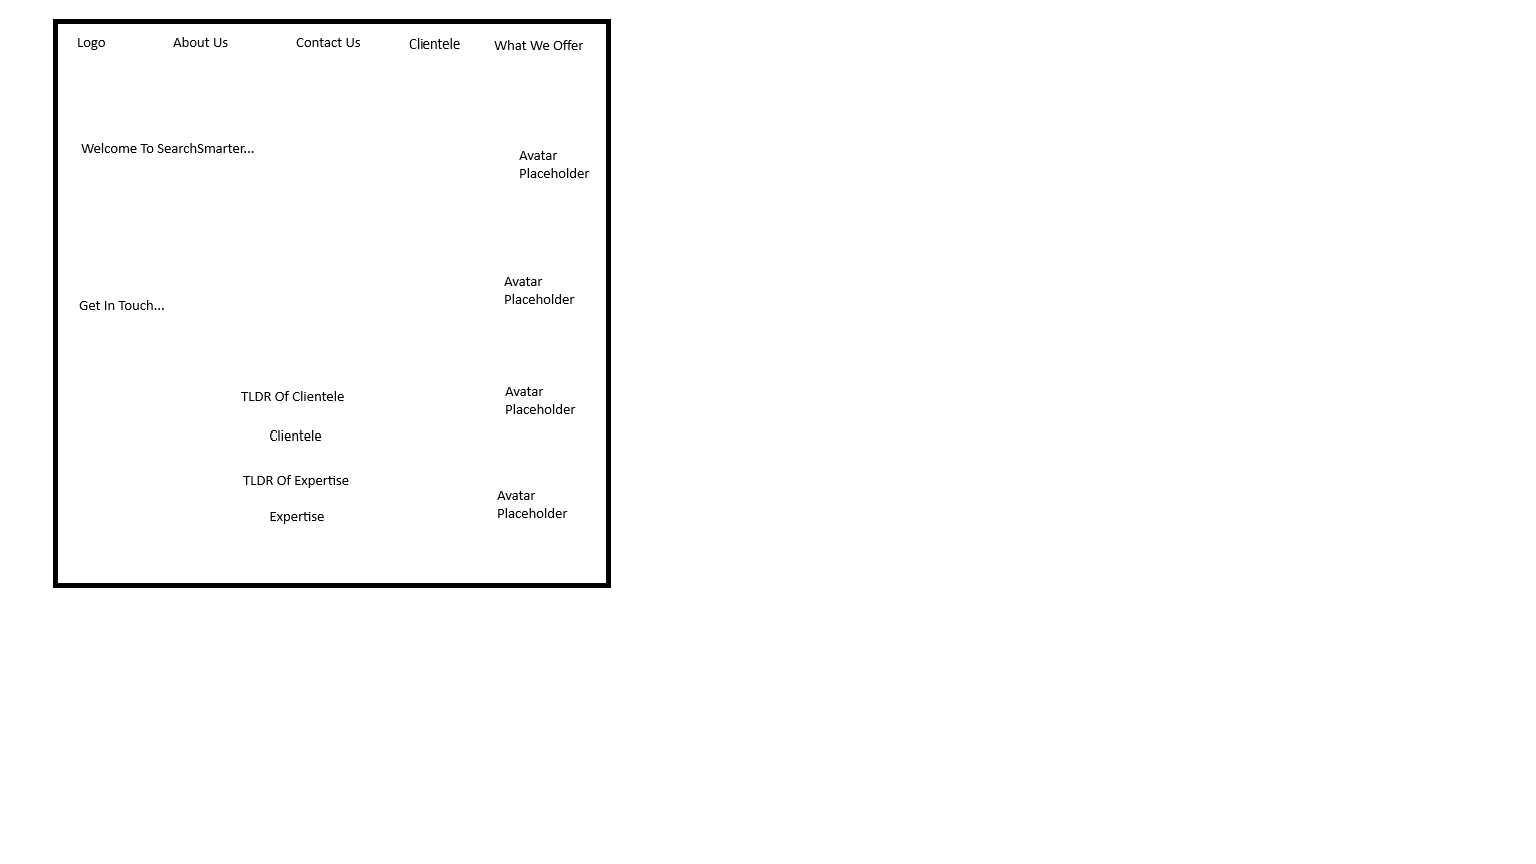 Logo
About Us
Contact Us
Clientele
What We Offer
Welcome To SearchSmarter...
Avatar
Placeholder
Avatar
Placeholder
Get In Touch...
TLDR Of Clientele
Avatar
Placeholder
Clientele
TLDR Of Expertise
Avatar
Placeholder
Expertise